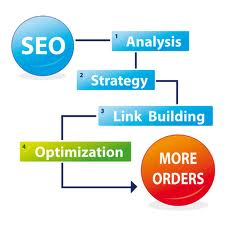 SEO
1 Analysis
2 Strategy
3 Link Building
4 Optimization
MORE
ORDERS